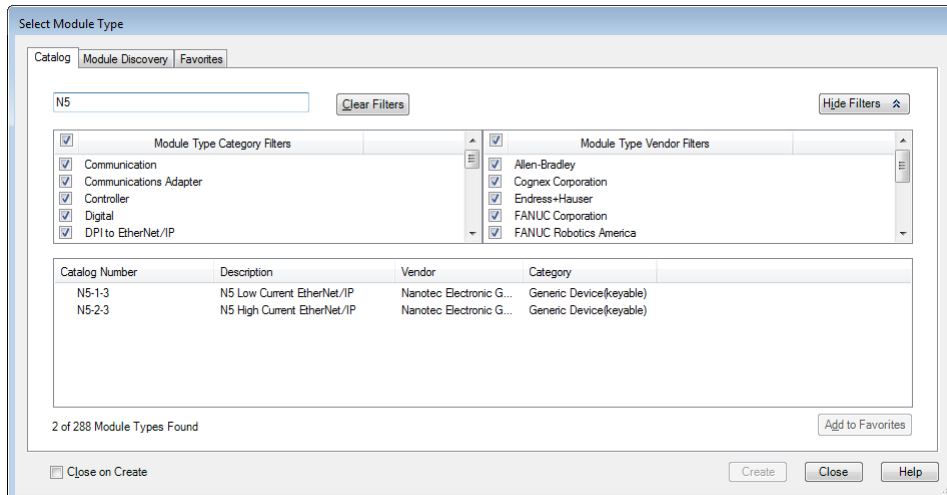 Select Module Type
Catalog Module Discovery Favorites
N5 Clear Filters Hide Filters
Module Type Category Filters Module Type Vendor Filters
Communication Allen-Bradley
Communications Adapter Cognex Corporation
Controller Endress+Hauser
Digital FANUC Corporation
DPI to EtherNet/IP FANUC Robotics America
Catalog Number Description Vendor Category
N5-1-3 N5 Low Current EtherNet/IP Nanotec Electronic G... Generic Device(keyable)
N5-2-3 N5 High Current EtherNet/IP Nanotec Electronic G... Generic Device(keyable)
2 of 288 Module Types Found Add to Favorites
Close on Create Create Close Help